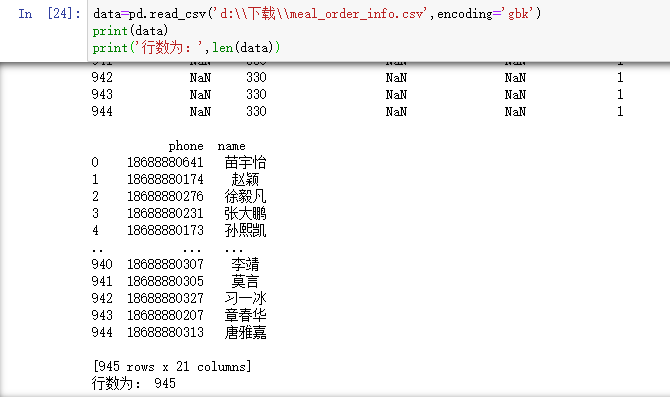 In [24]: data=pd.read_csv('d:\\下载\\meal_order_info.csv',encoding='gbk')
print(data)
print('行数为：',len(data))
942 NaN 330 NaN NaN 1
943 NaN 330 NaN NaN 1
944 NaN 330 NaN NaN 1
phone name
0 18688880641 苗宇怡
1 18688880174 赵颖
2 18688880276 徐毅凡
3 18688880231 张大鹏
4 18688880173 孙熙凯
.. ... ...
940 18688880307 李靖
941 18688880305 莫言
942 18688880327 习一冰
943 18688880207 章春华
944 18688880313 唐雅嘉
[945 rows x 21 columns]
行数为： 945